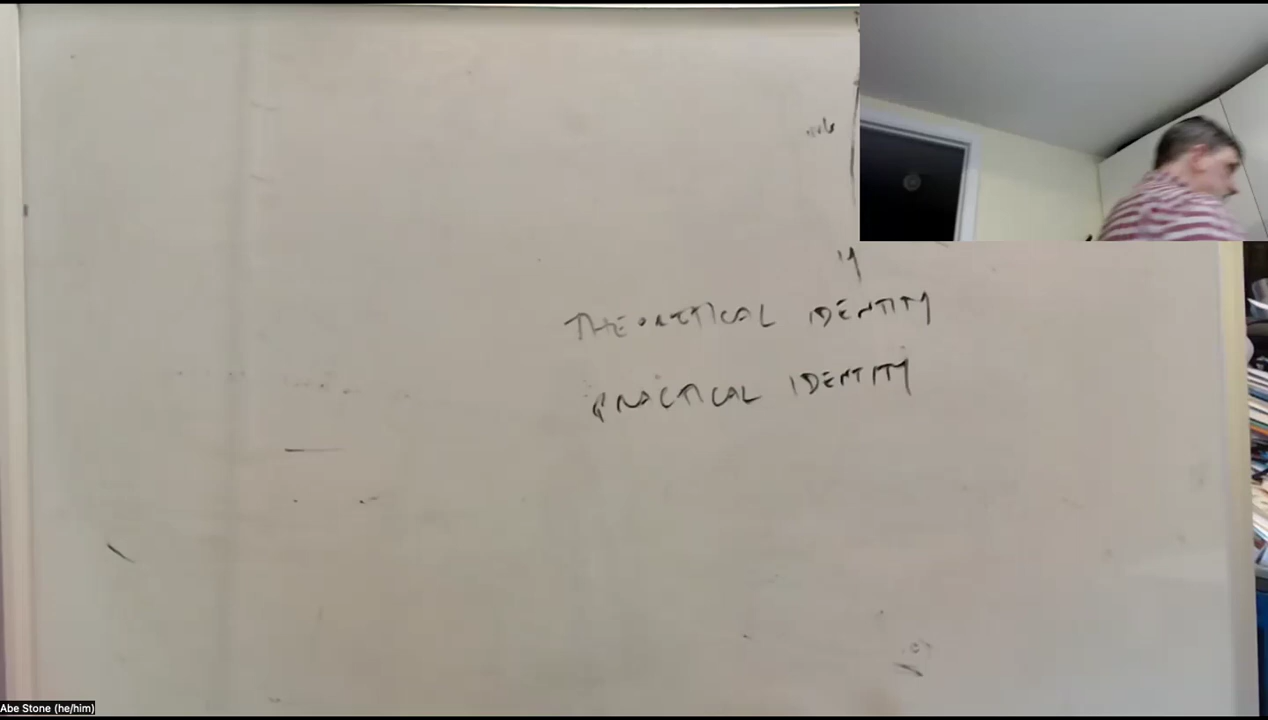 THEORETICAL IDENTITY
PRACTICAL IDENTITY
Abe Stone (he/him)